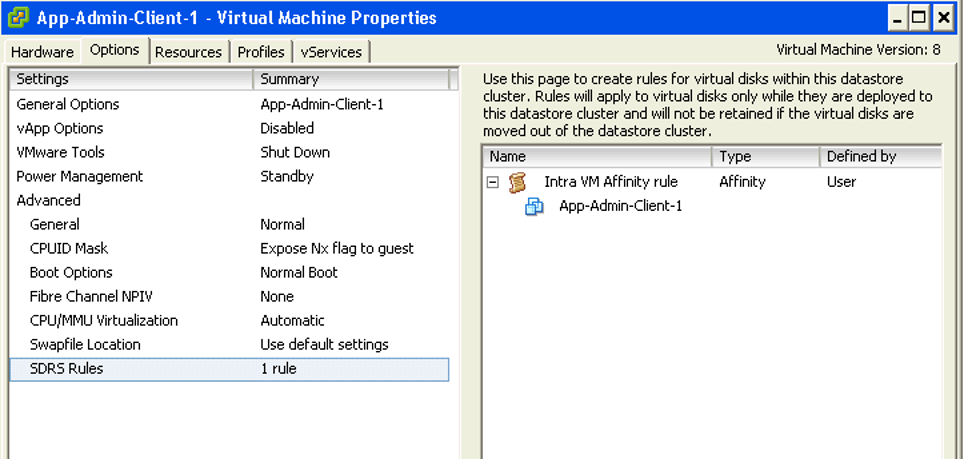 App-Admin-Client-1 - Virtual Machine Properties
Hardware Options Resources Profiles vServices Virtual Machine Version: 8
Settings Summary
General Options App-Admin-Client-1
vApp Options Disabled
VMware Tools Shut Down
Power Management Standby
Advanced
General Normal
CPUID Mask Expose Nx flag to guest
Boot Options Normal Boot
Fibre Channel NPIV None
CPU/MMU Virtualization Automatic
Swapfile Location Use default settings
SDRS Rules 1 rule
Use this page to create rules for virtual disks within this datastore
cluster. Rules will apply to virtual disks only while they are deployed to
this datastore cluster and will not be retained if the virtual disks are
moved out of the datastore cluster.
Name Type Defined by
Intra VM Affinity rule Affinity User
App-Admin-Client-1